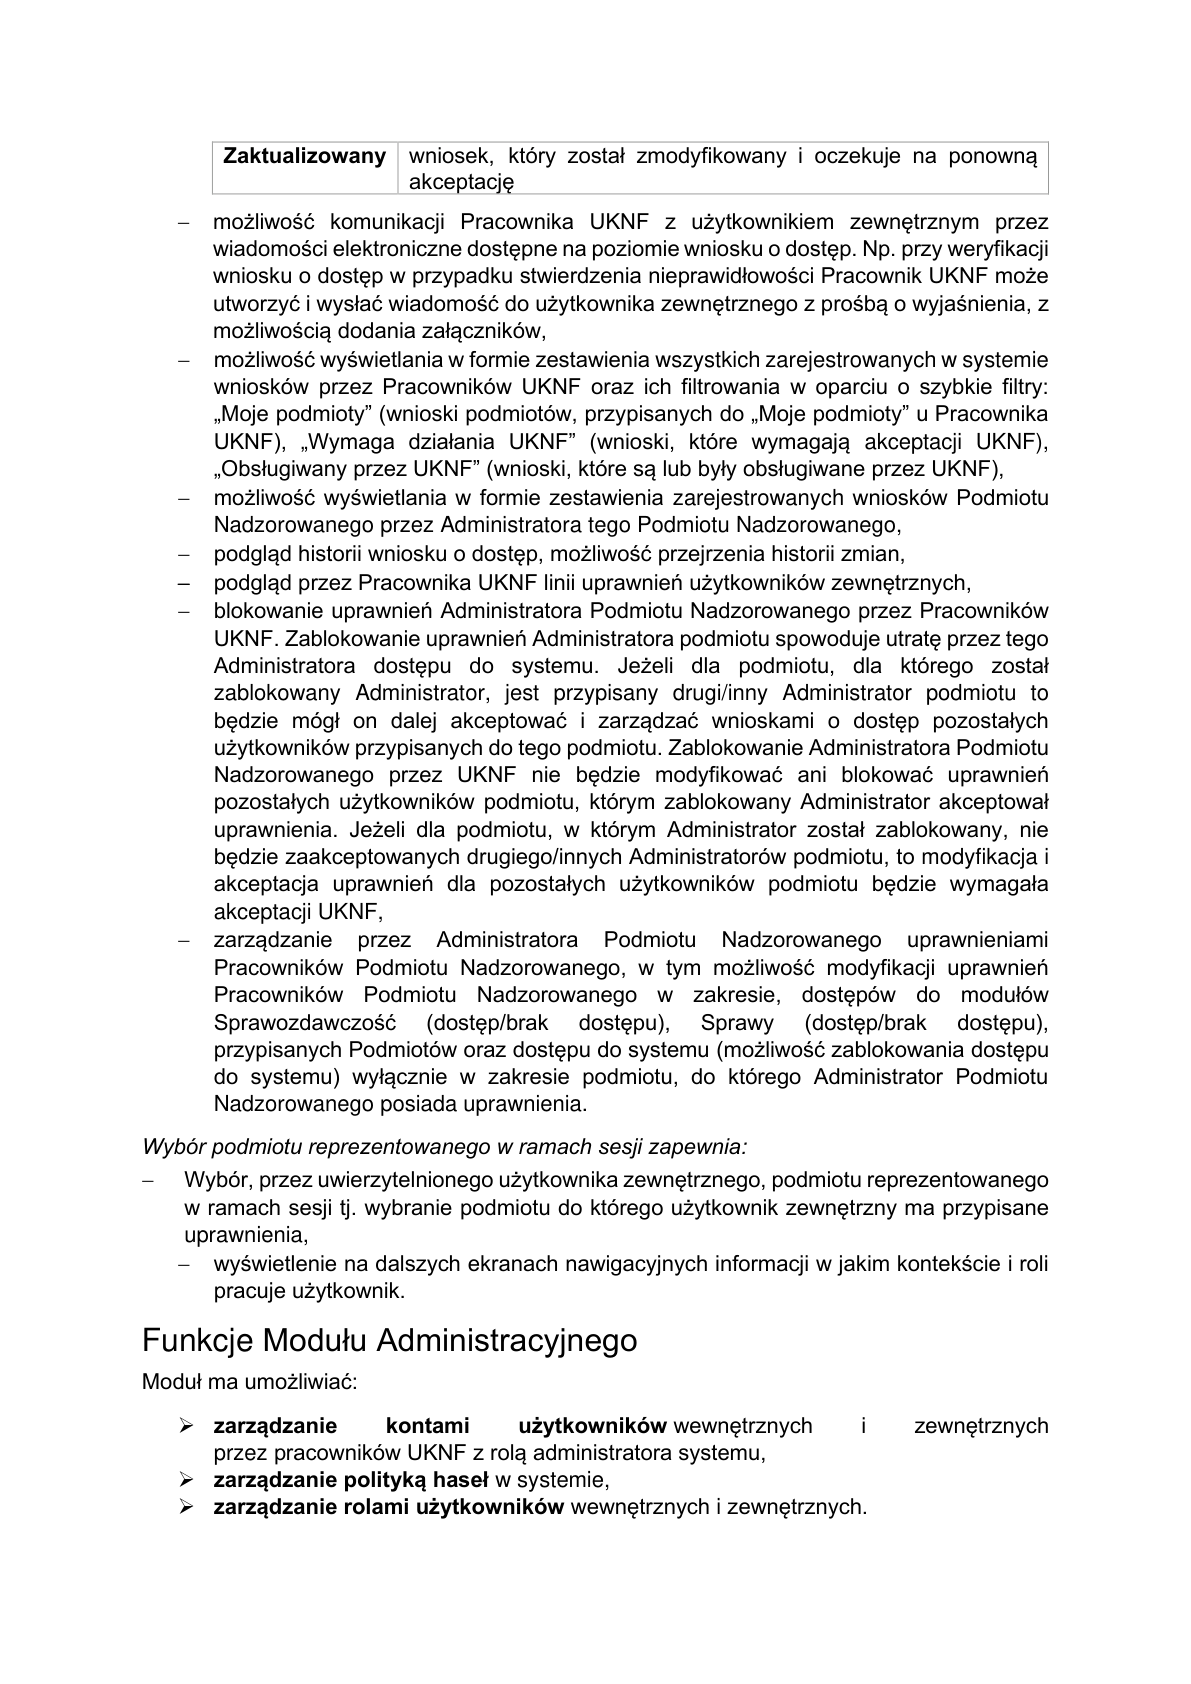 Zaktualizowany wniosek, który został zmodyfikowany i oczekuje na ponowną
akceptację
– możliwość komunikacji Pracownika UKNF z użytkownikiem zewnętrznym przez
wiadomości elektroniczne dostępne na poziomie wniosku o dostęp. Np. przy weryfikacji
wniosku o dostęp w przypadku stwierdzenia nieprawidłowości Pracownik UKNF może
utworzyć i wysłać wiadomość do użytkownika zewnętrznego z prośbą o wyjaśnienia, z
możliwością dodania załączników,
– możliwość wyświetlania w formie zestawienia wszystkich zarejestrowanych w systemie
wniosków przez Pracowników UKNF oraz ich filtrowania w oparciu o szybkie filtry:
„Moje podmioty” (wnioski podmiotów, przypisanych do „Moje podmioty” u Pracownika
UKNF), „Wymaga działania UKNF” (wnioski, które wymagają akceptacji UKNF),
„Obsługiwany przez UKNF” (wnioski, które są lub były obsługiwane przez UKNF),
– możliwość wyświetlania w formie zestawienia zarejestrowanych wniosków Podmiotu
Nadzorowanego przez Administratora tego Podmiotu Nadzorowanego,
– podgląd historii wniosku o dostęp, możliwość przejrzenia historii zmian,
– podgląd przez Pracownika UKNF linii uprawnień użytkowników zewnętrznych,
– blokowanie uprawnień Administratora Podmiotu Nadzorowanego przez Pracowników
UKNF. Zablokowanie uprawnień Administratora podmiotu spowoduje utratę przez tego
Administratora dostępu do systemu. Jeżeli dla podmiotu, dla którego został
zablokowany Administrator, jest przypisany drugi/inny Administrator podmiotu to
będzie mógł on dalej akceptować i zarządzać wnioskami o dostęp pozostałych
użytkowników przypisanych do tego podmiotu. Zablokowanie Administratora Podmiotu
Nadzorowanego przez UKNF nie będzie modyfikować ani blokować uprawnień
pozostałych użytkowników podmiotu, którym zablokowany Administrator akceptował
uprawnienia. Jeżeli dla podmiotu, w którym Administrator został zablokowany, nie
będzie zaakceptowanych drugiego/innych Administratorów podmiotu, to modyfikacja i
akceptacja uprawnień dla pozostałych użytkowników podmiotu będzie wymagała
akceptacji UKNF,
– zarządzanie przez Administratora Podmiotu Nadzorowanego uprawnieniami
Pracowników Podmiotu Nadzorowanego, w tym możliwość modyfikacji uprawnień
Pracowników Podmiotu Nadzorowanego w zakresie, dostępów do modułów
Sprawozdawczość (dostęp/brak dostępu), Sprawy (dostęp/brak dostępu),
przypisanych Podmiotów oraz dostępu do systemu (możliwość zablokowania dostępu
do systemu) wyłącznie w zakresie podmiotu, do którego Administrator Podmiotu
Nadzorowanego posiada uprawnienia.
Wybór podmiotu reprezentowanego w ramach sesji zapewnia:
– Wybór, przez uwierzytelnionego użytkownika zewnętrznego, podmiotu reprezentowanego
w ramach sesji tj. wybranie podmiotu do którego użytkownik zewnętrzny ma przypisane
uprawnienia,
– wyświetlenie na dalszych ekranach nawigacyjnych informacji w jakim kontekście i roli
pracuje użytkownik.
Funkcje Modułu Administracyjnego
Moduł ma umożliwiać:
➢ zarządzanie kontami użytkowników wewnętrznych i zewnętrznych
przez pracowników UKNF z rolą administratora systemu,
➢ zarządzanie polityką haseł w systemie,
➢ zarządzanie rolami użytkowników wewnętrznych i zewnętrznych.